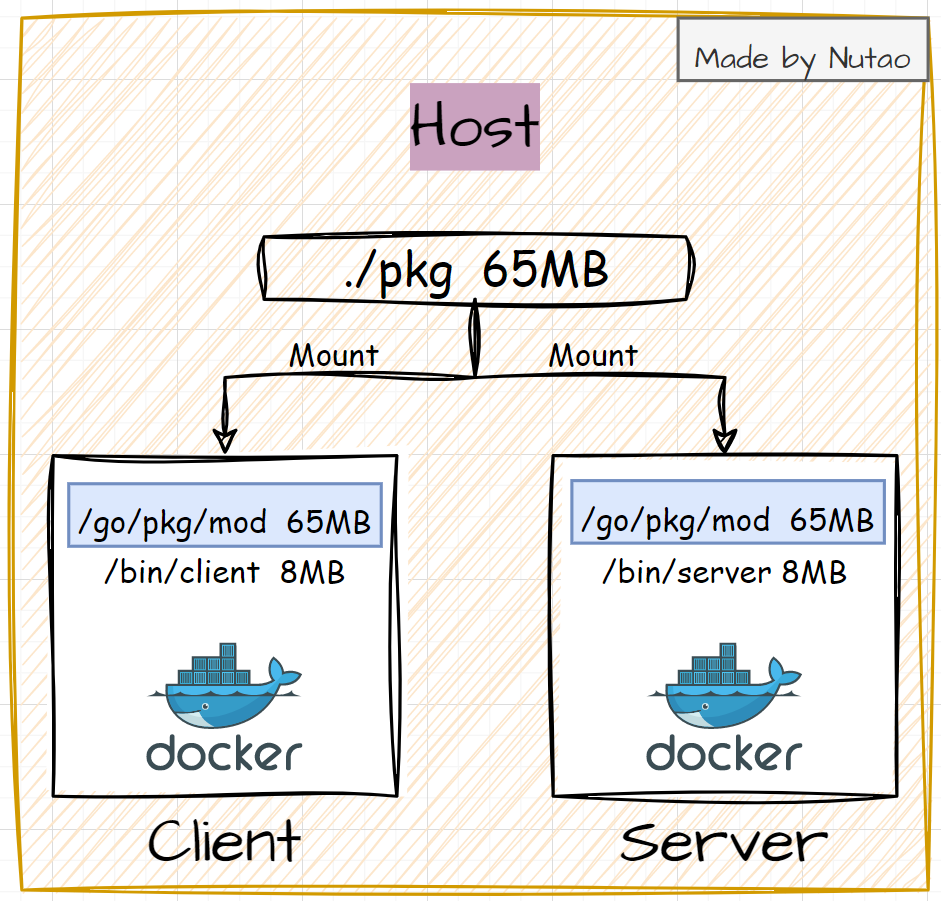 Made by Nutao
Host
./pkg 65MB
Mount
Mount
/go/pkg/mod 65MB
/bin/client 8MB
docker
Client
/go/pkg/mod 65MB
/bin/server 8MB
docker
Server